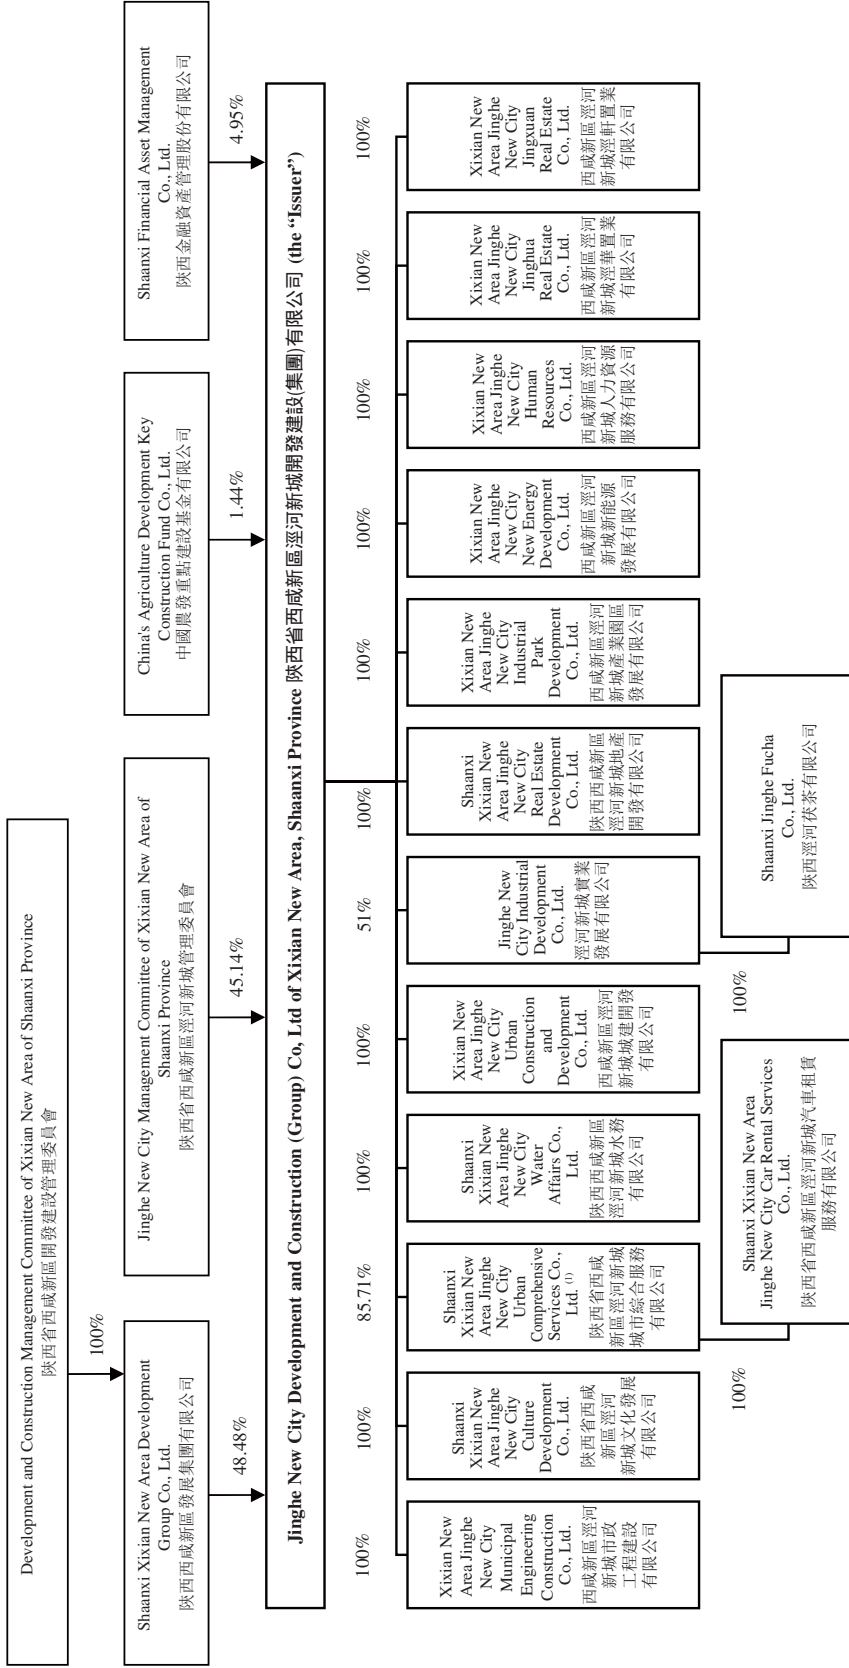 Development and Construction Management Committee of Xixian New Area of Shaanxi Province
陝西省西咸新區開發建設管理委員會
100%
Shaanxi Xixian New Area Development
Group Co., Ltd.
陝西西咸新區發展集團有限公司
Jinghe New City Management Committee of Xixian New Area of
Shaanxi Province
陝西省西咸新區涇河新城管理委員會
China's Agriculture Development Key
Construction Fund Co., Ltd.
中國農發重點建設基金有限公司
Shaanxi Financial Asset Management
Co., Ltd.
陝西金融資產管理股份有限公司
48.48%
45.14%
1.44%
4.95%
Jinghe New City Development and Construction (Group) Co, Ltd of Xixian New Area, Shaanxi Province 陝西省西咸新區涇河新城開發建設(集團)有限公司 (the “Issuer”)
100%
100%
85.71%
100%
100%
51%
100%
100%
100%
100%
100%
100%
Xixian New
Area Jinghe
New City
Municipal
Engineering
Construction
Co., Ltd.
西咸新區涇河
新城市政
工程建設
有限公司
Shaanxi
Xixian New
Area Jinghe
New City
Culture
Development
Co., Ltd.
陝西省西咸
新區涇河
新城文化發展
有限公司
Shaanxi
Xixian New
Area Jinghe
New City
Urban
Comprehensive
Services Co.,
Ltd. (1)
陝西省西咸
新區涇河新城
城市綜合服務
有限公司
Shaanxi
Xixian New
Area Jinghe
New City
Water
Affairs Co.,
Ltd.
陝西西咸新區
涇河新城水務
有限公司
Xixian New
Area Jinghe
New City
Urban
Construction
and
Development
Co., Ltd.
西咸新區涇河
新城城建開發
有限公司
Jinghe New
City Industrial
Development
Co., Ltd.
涇河新城實業
發展有限公司
Shaanxi
Xixian New
Area Jinghe
New City
Real Estate
Development
Co., Ltd.
陝西西咸新區
涇河新城地產
開發有限公司
Xixian New
Area Jinghe
New City
Industrial
Park
Development
Co., Ltd.
西咸新區涇河
新城產業園區
發展有限公司
Xixian New
Area Jinghe
New City
New Energy
Development
Co., Ltd.
西咸新區涇河
新城新能源
發展有限公司
Xixian New
Area Jinghe
New City
Human
Resources
Co., Ltd.
西咸新區涇河
新城人力資源
服務有限公司
Xixian New
Area Jinghe
New City
Jinghua
Real Estate
Co., Ltd.
西咸新區涇河
新城涇華置業
有限公司
Xixian New
Area Jinghe
New City
Jingxuan
Real Estate
Co., Ltd.
西咸新區涇河
新城涇軒置業
有限公司
100%
100%
Shaanxi Xixian New Area
Jinghe New City Car Rental Services
Co., Ltd.
陝西省西咸新區涇河新城汽車租賃
服務有限公司
Shaanxi Jinghe Fucha
Co., Ltd.
陝西涇河茯茶有限公司